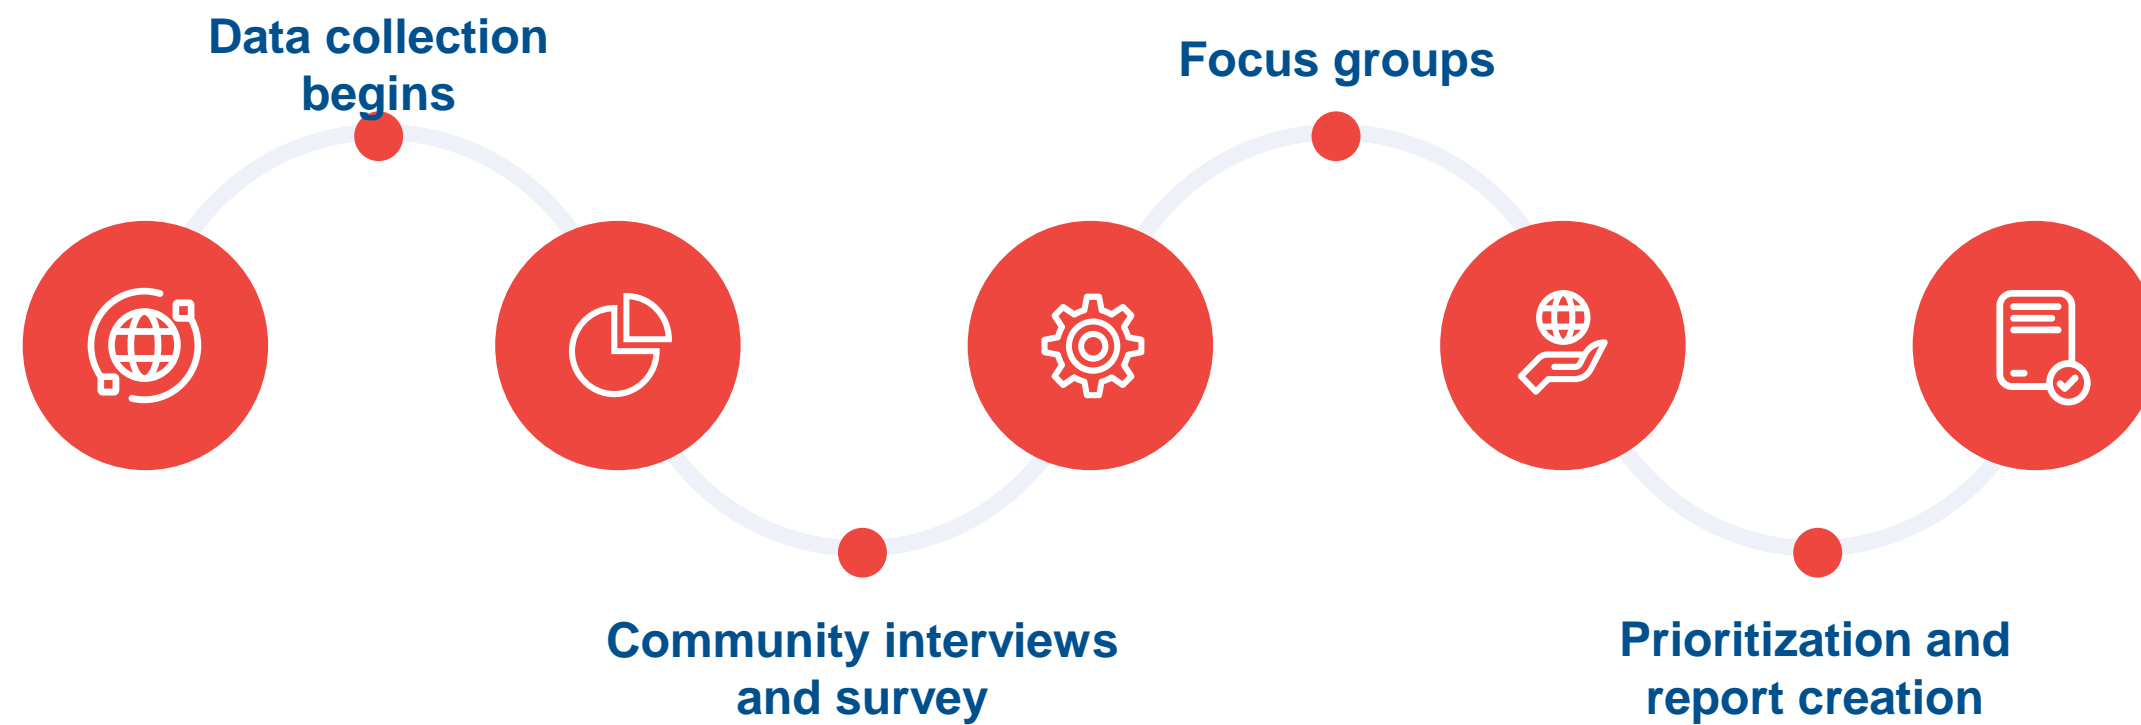 Data collection
begins
Community interviews
and survey
Focus groups
Prioritization and
report creation